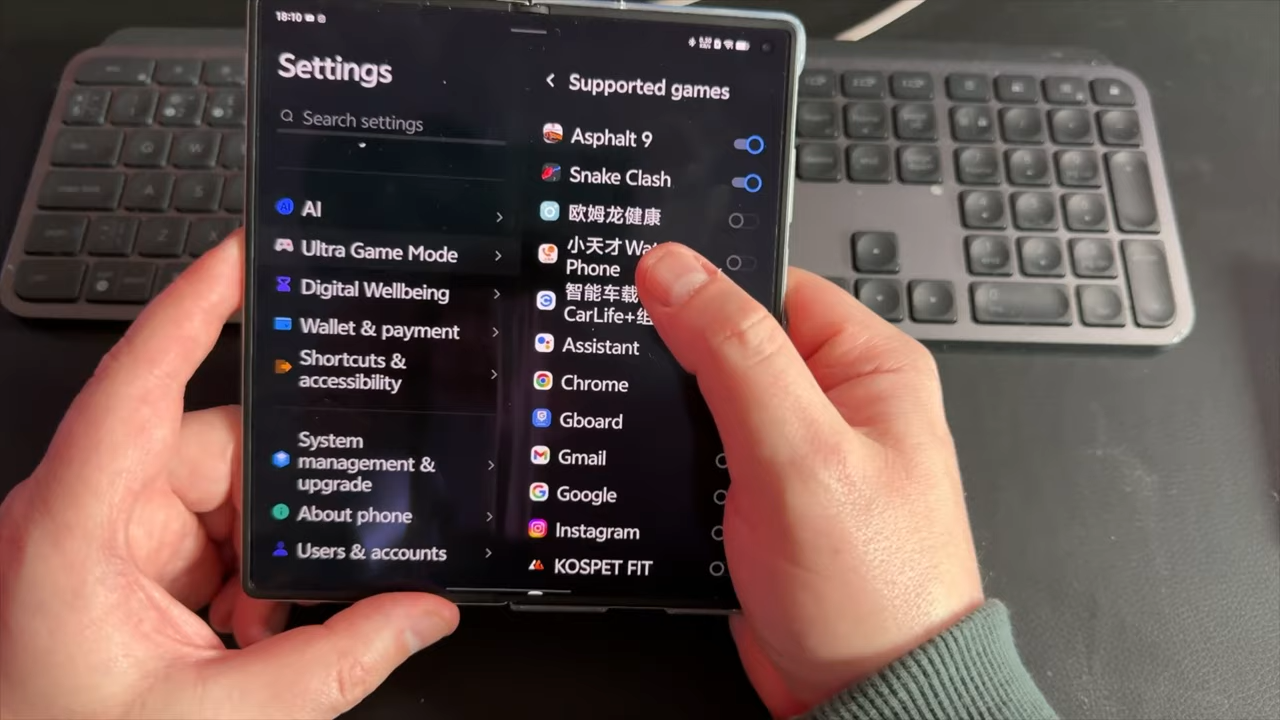 18:10
Settings
Search settings
AI
Ultra Game Mode
Digital Wellbeing
Wallet & payment
Shortcuts &
accessibility
System
management &
upgrade
About phone
Users & accounts
Supported games
Asphalt 9
Snake Clash
欧姆龙健康
小天才
Phone
智能车载
CarLife+
Assistant
Chrome
Gboard
Gmail
Google
Instagram
KOSPET FIT